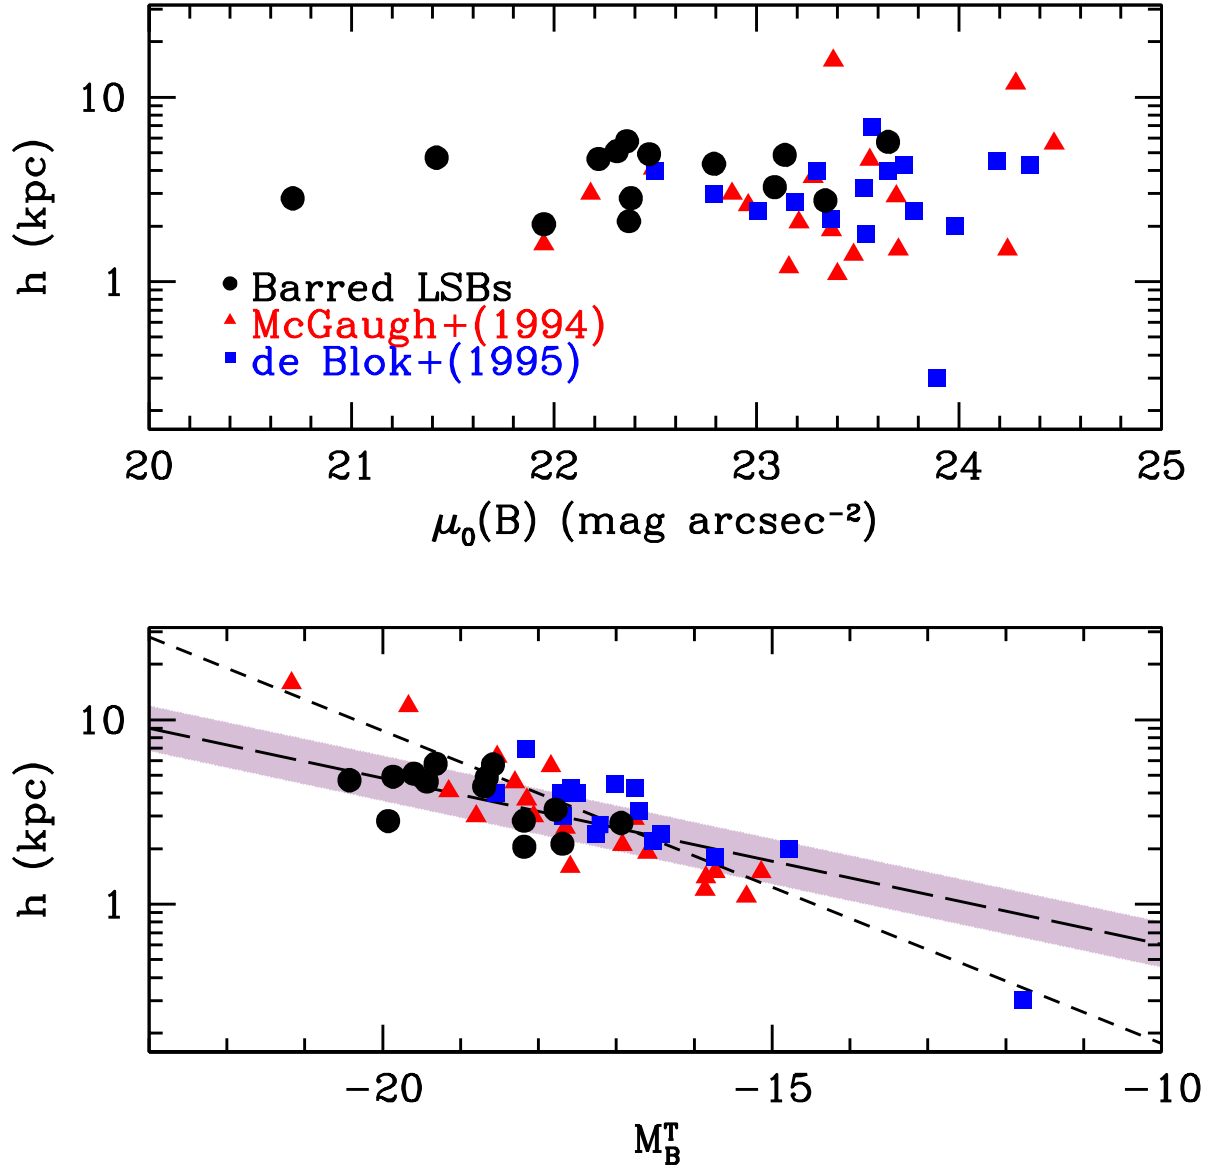 h (kpc)
10
1
Barred LSBs
McGaugh+(1994)
de Blok+(1995)
20 21 22 23 24 25
μ₀(B) (mag arcsec⁻²)
h (kpc)
10
1
−20 −15 −10
M_B^T